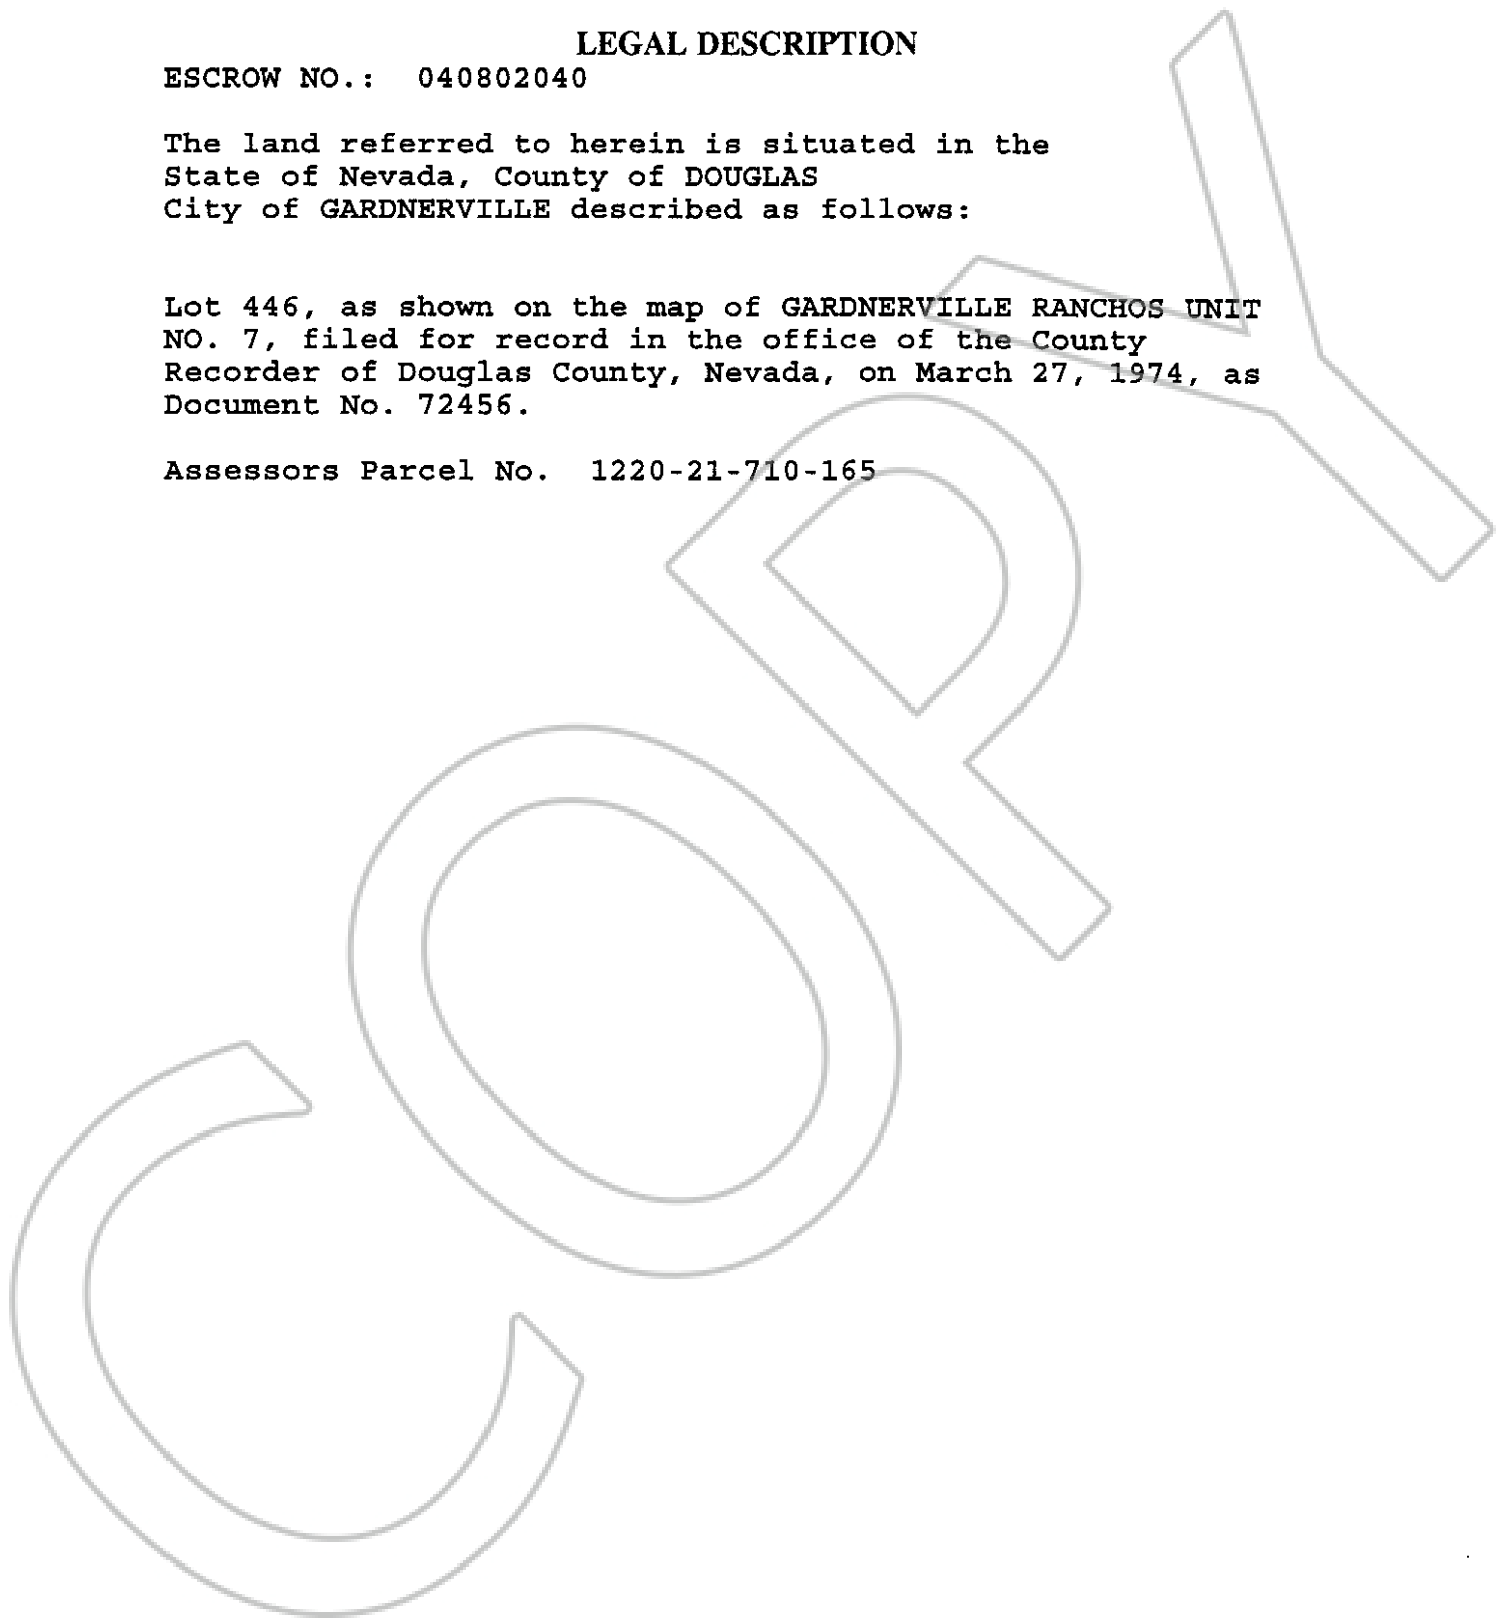 LEGAL DESCRIPTION
ESCROW NO.: 040802040
The land referred to herein is situated in the
State of Nevada, County of DOUGLAS
City of GARDNERVILLE described as follows:
Lot 446, as shown on the map of GARDNERVILLE RANCHOS UNIT
NO. 7, filed for record in the office of the County
Recorder of Douglas County, Nevada, on March 27, 1974, as
Document No. 72456.
Assessors Parcel No. 1220-21-710-165
COPY